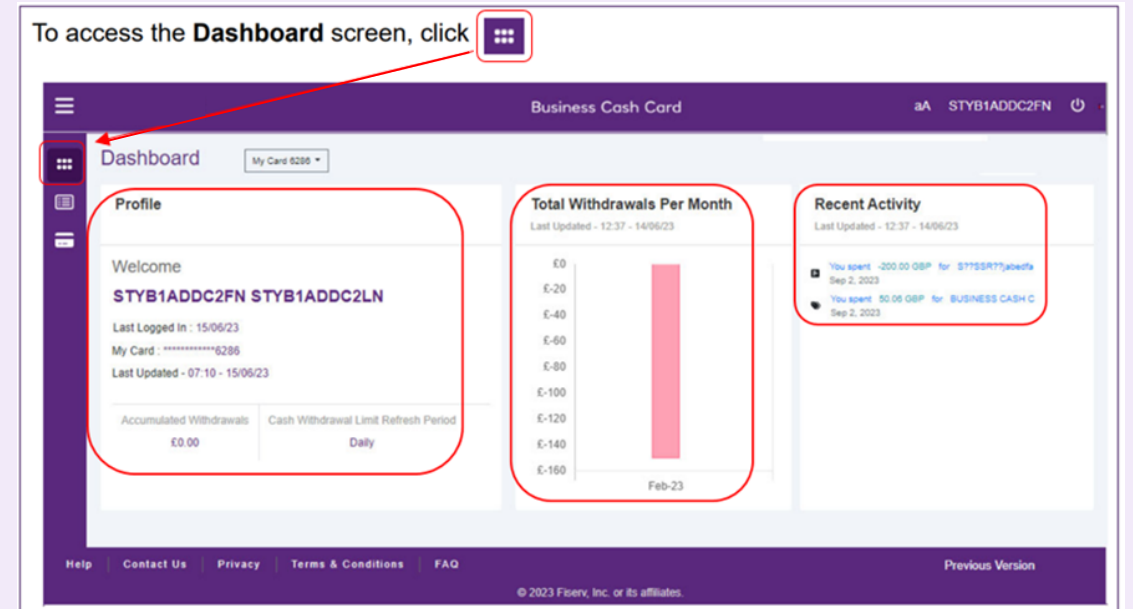 To access the Dashboard screen, click
Business Cash Card
aA STYB1ADDC2FN
Dashboard
My Card 6286
Profile
Welcome
STYB1ADDC2FN STYB1ADDC2LN
Last Logged In : 15/06/23
My Card : ************6286
Last Updated - 07:10 - 15/06/23
Accumulated Withdrawals Cash Withdrawal Limit Refresh Period
£0.00 Daily
Total Withdrawals Per Month
Last Updated - 12:37 - 14/06/23
£0
£-20
£-40
£-60
£-80
£-100
£-120
£-140
£-160
Feb-23
Recent Activity
Last Updated - 12:37 - 14/06/23
You spent -200.00 GBP for S??SSR??jabedfa
Sep 2, 2023
You spent 50.06 GBP for BUSINESS CASH C
Sep 2, 2023
Help Contact Us Privacy Terms & Conditions FAQ Previous Version
© 2023 Fiserv, Inc. or its affiliates.